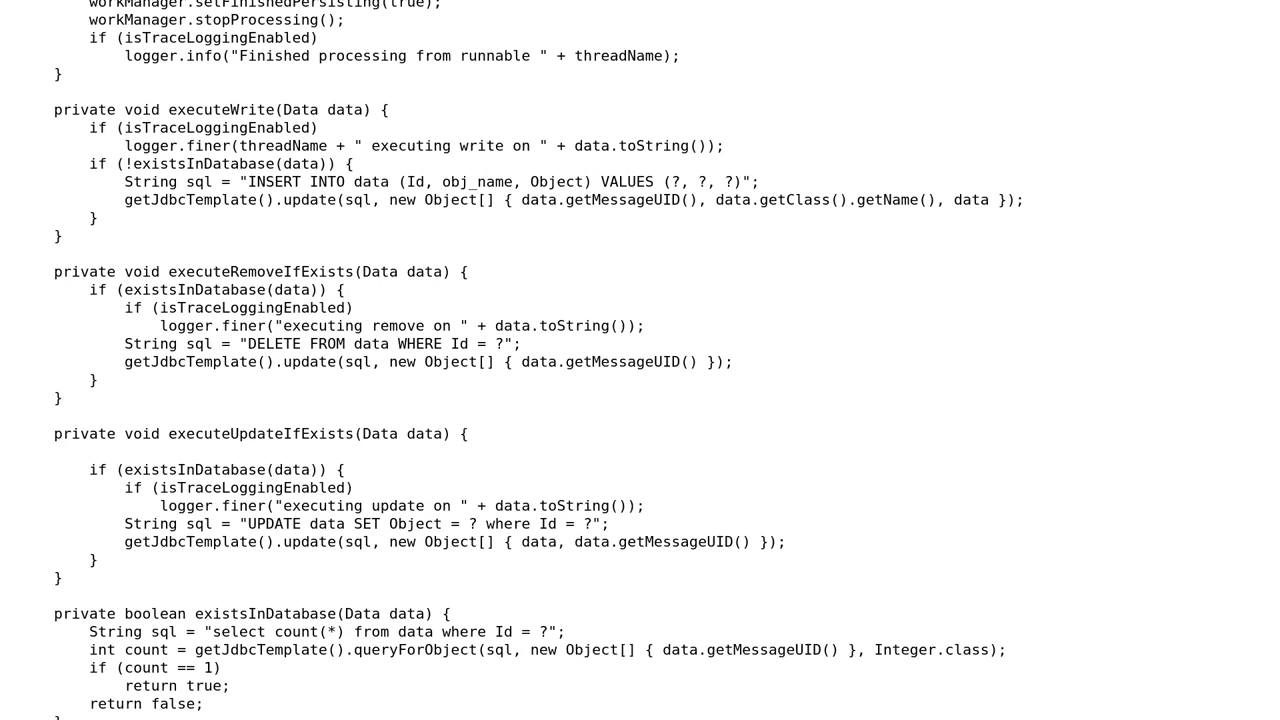 workManager.setFinishedPersisting(true);
        workManager.stopProcessing();
        if (isTraceLoggingEnabled)
            logger.info("Finished processing from runnable " + threadName);
    }

    private void executeWrite(Data data) {
        if (isTraceLoggingEnabled)
            logger.finer(threadName + " executing write on " + data.toString());
        if (!existsInDatabase(data)) {
            String sql = "INSERT INTO data (Id, obj_name, Object) VALUES (?, ?, ?)";
            getJdbcTemplate().update(sql, new Object[] { data.getMessageUID(), data.getClass().getName(), data });
        }
    }

    private void executeRemoveIfExists(Data data) {
        if (existsInDatabase(data)) {
            if (isTraceLoggingEnabled)
                logger.finer("executing remove on " + data.toString());
            String sql = "DELETE FROM data WHERE Id = ?";
            getJdbcTemplate().update(sql, new Object[] { data.getMessageUID() });
        }
    }

    private void executeUpdateIfExists(Data data) {

        if (existsInDatabase(data)) {
            if (isTraceLoggingEnabled)
                logger.finer("executing update on " + data.toString());
            String sql = "UPDATE data SET Object = ? where Id = ?";
            getJdbcTemplate().update(sql, new Object[] { data, data.getMessageUID() });
        }
    }

    private boolean existsInDatabase(Data data) {
        String sql = "select count(*) from data where Id = ?";
        int count = getJdbcTemplate().queryForObject(sql, new Object[] { data.getMessageUID() }, Integer.class);
        if (count == 1)
            return true;
        return false;
    }